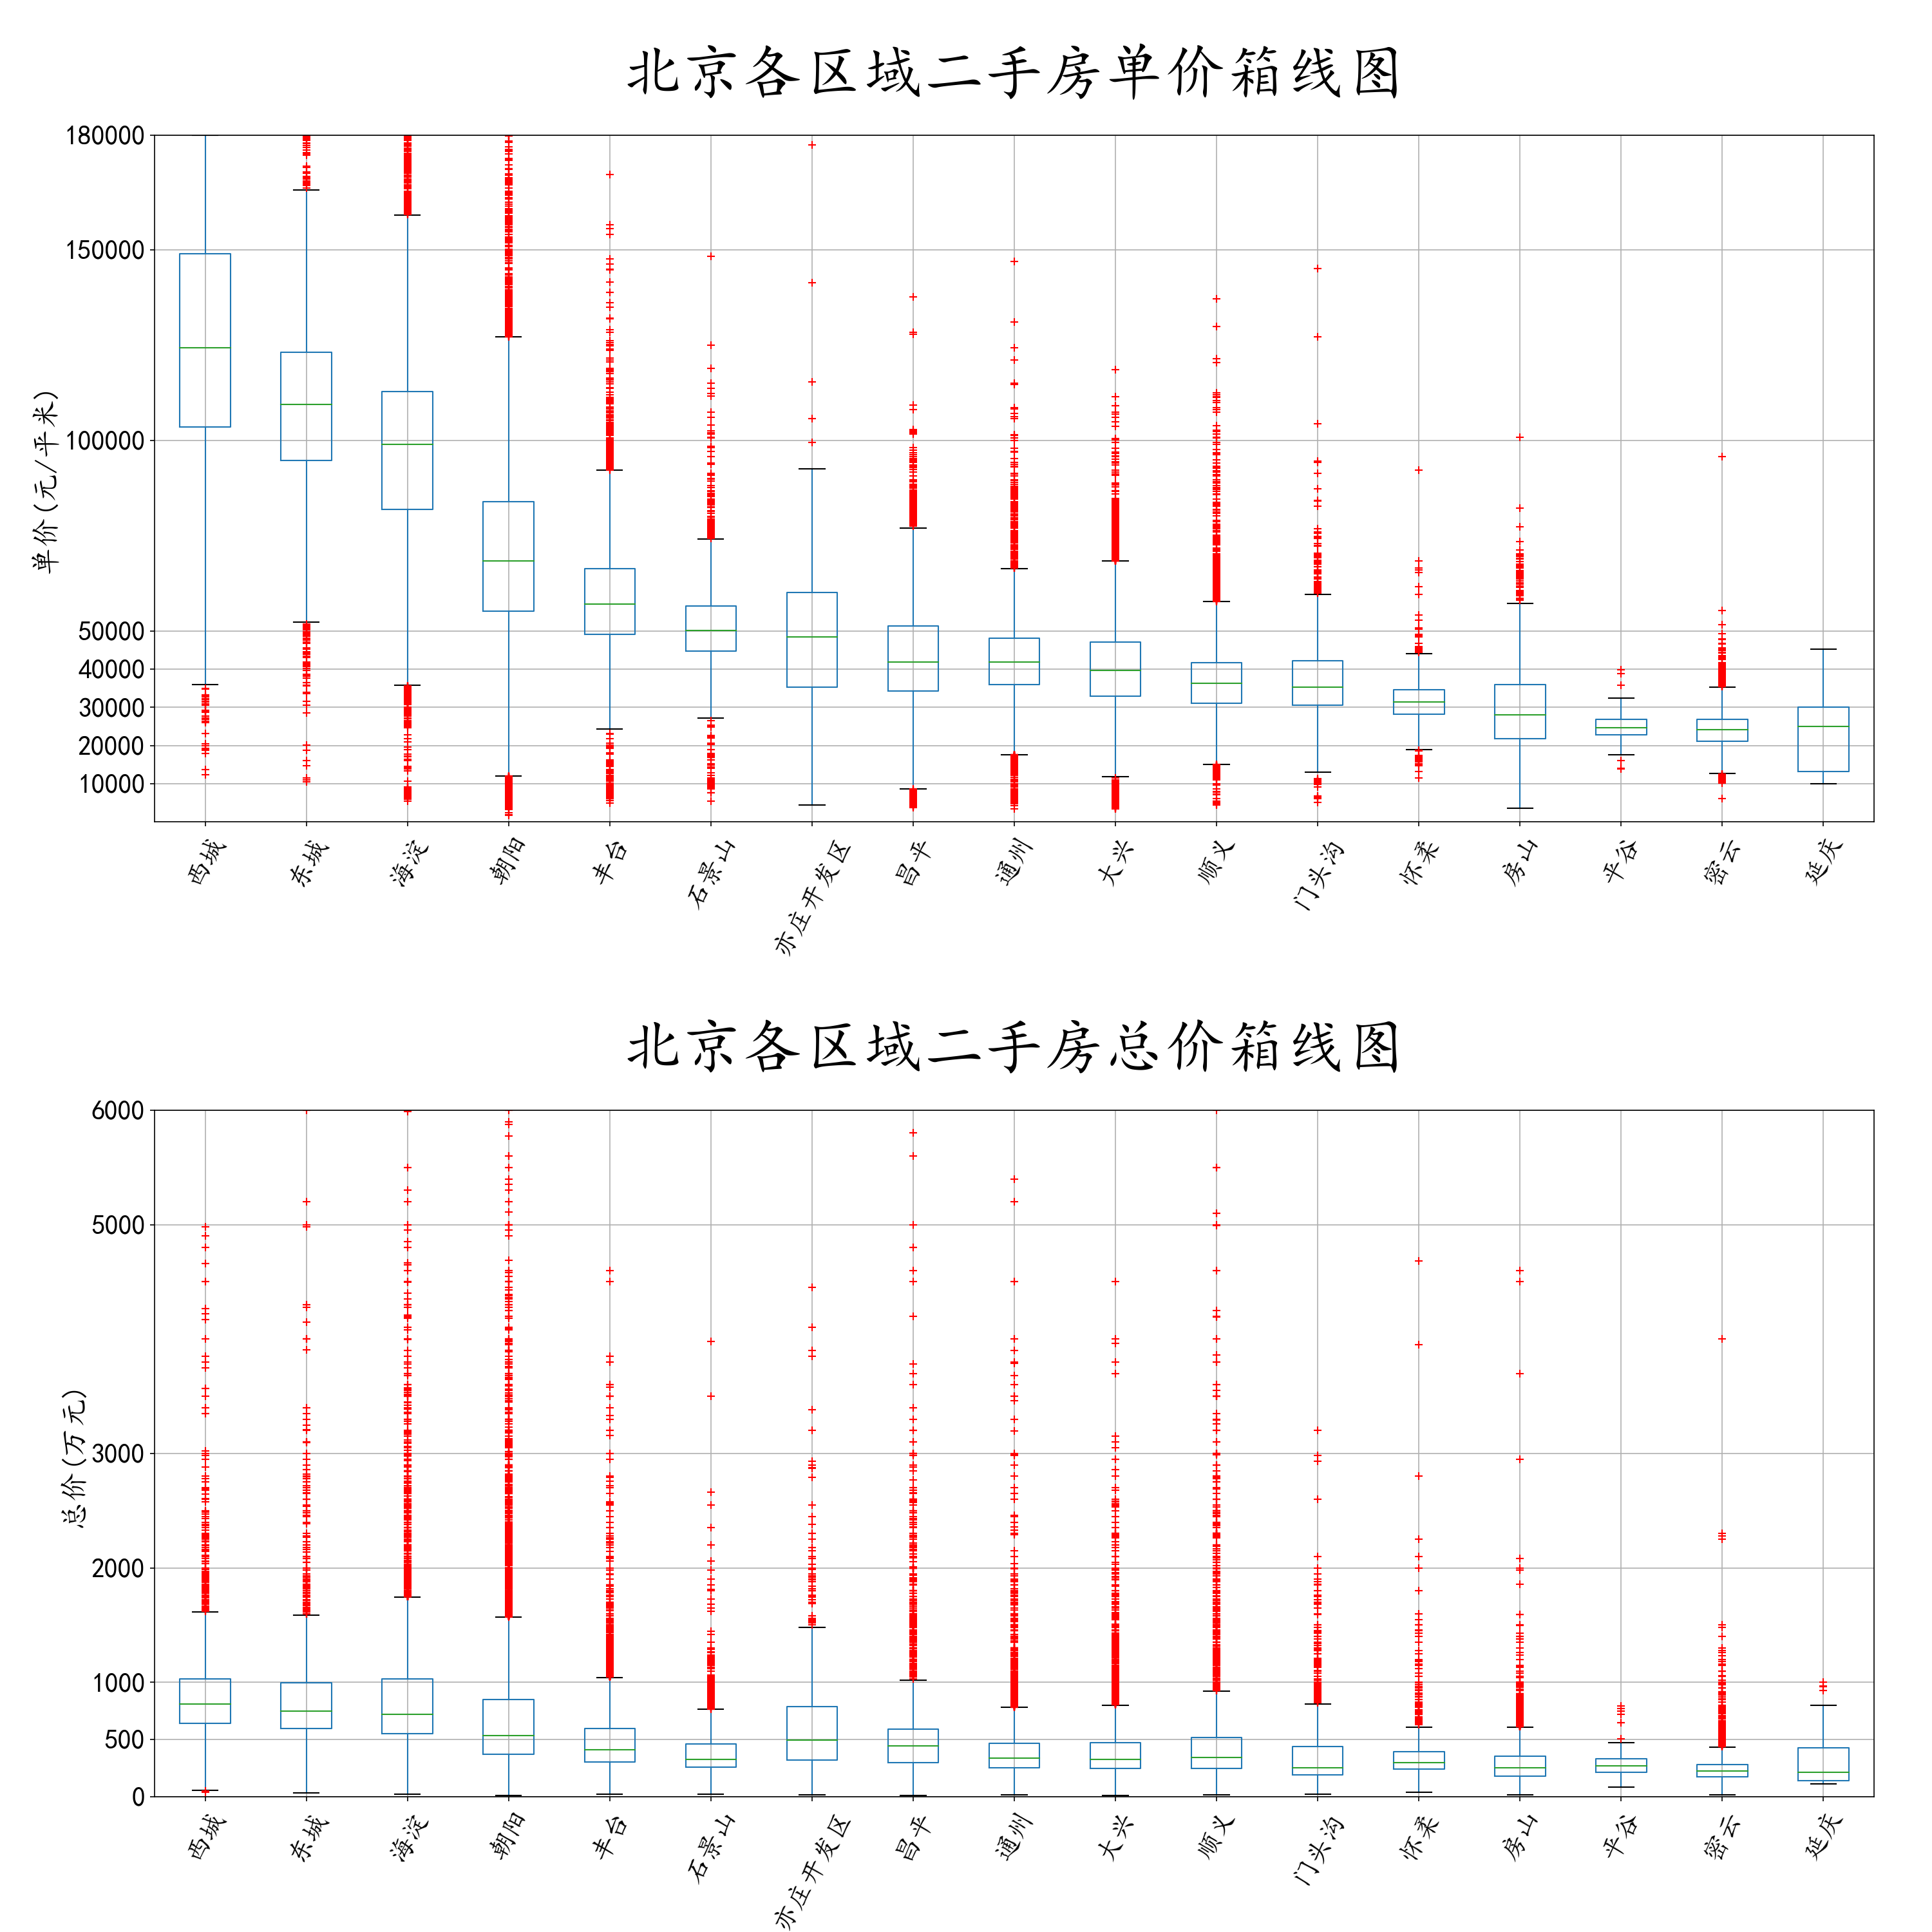 北京各区域二手房单价箱线图
180000
150000
100000
50000
40000
30000
20000
10000
单价(元/平米)
西城
东城
海淀
朝阳
丰台
石景山
亦庄开发区
昌平
通州
大兴
顺义
门头沟
怀柔
房山
平谷
密云
延庆
北京各区域二手房总价箱线图
6000
5000
3000
2000
1000
500
0
总价(万元)
西城
东城
海淀
朝阳
丰台
石景山
亦庄开发区
昌平
通州
大兴
顺义
门头沟
怀柔
房山
平谷
密云
延庆